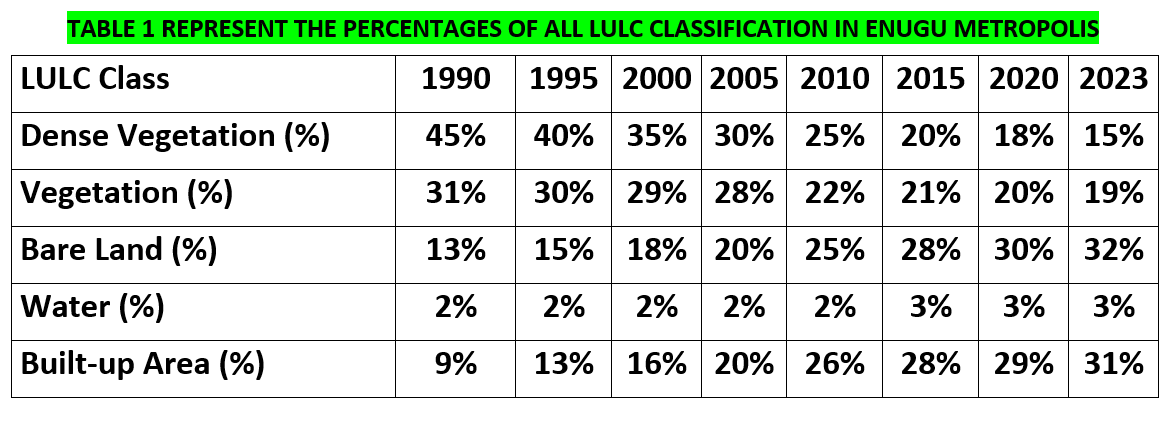 TABLE 1 REPRESENT THE PERCENTAGES OF ALL LULC CLASSIFICATION IN ENUGU METROPOLIS
LULC Class 1990 1995 2000 2005 2010 2015 2020 2023
Dense Vegetation (%) 45% 40% 35% 30% 25% 20% 18% 15%
Vegetation (%) 31% 30% 29% 28% 22% 21% 20% 19%
Bare Land (%) 13% 15% 18% 20% 25% 28% 30% 32%
Water (%) 2% 2% 2% 2% 2% 3% 3% 3%
Built-up Area (%) 9% 13% 16% 20% 26% 28% 29% 31%